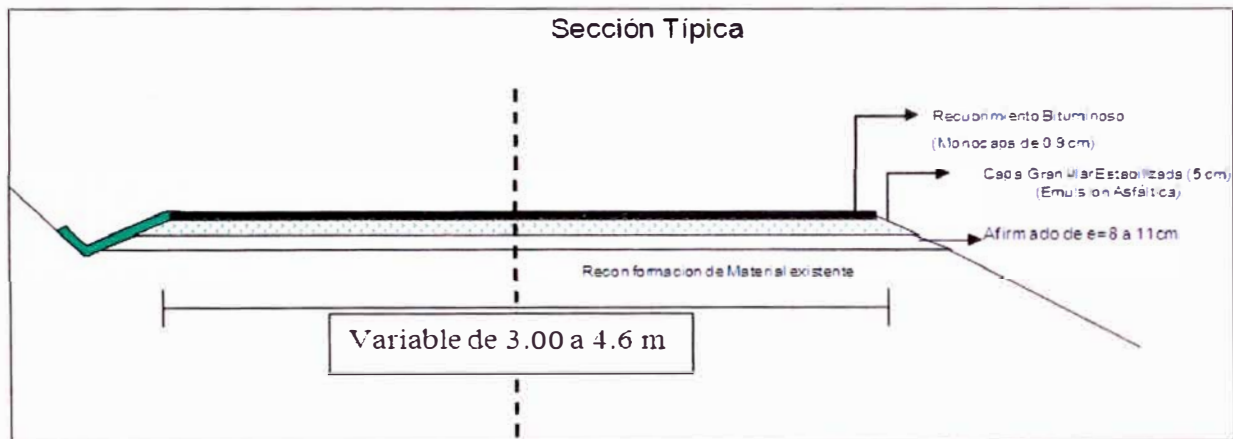 Sección Típica
Recubrimiento Bituminoso
(Monocapa de 0.9 cm)
Capa Granular Estabilizada (5 cm)
(Emulsion Asfáltica)
Afirmado de e=8 a 11cm
Reconformacion de Material existente
Variable de 3.00 a 4.6 m